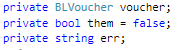 private BLVoucher voucher;
private bool them = false;
private string err;